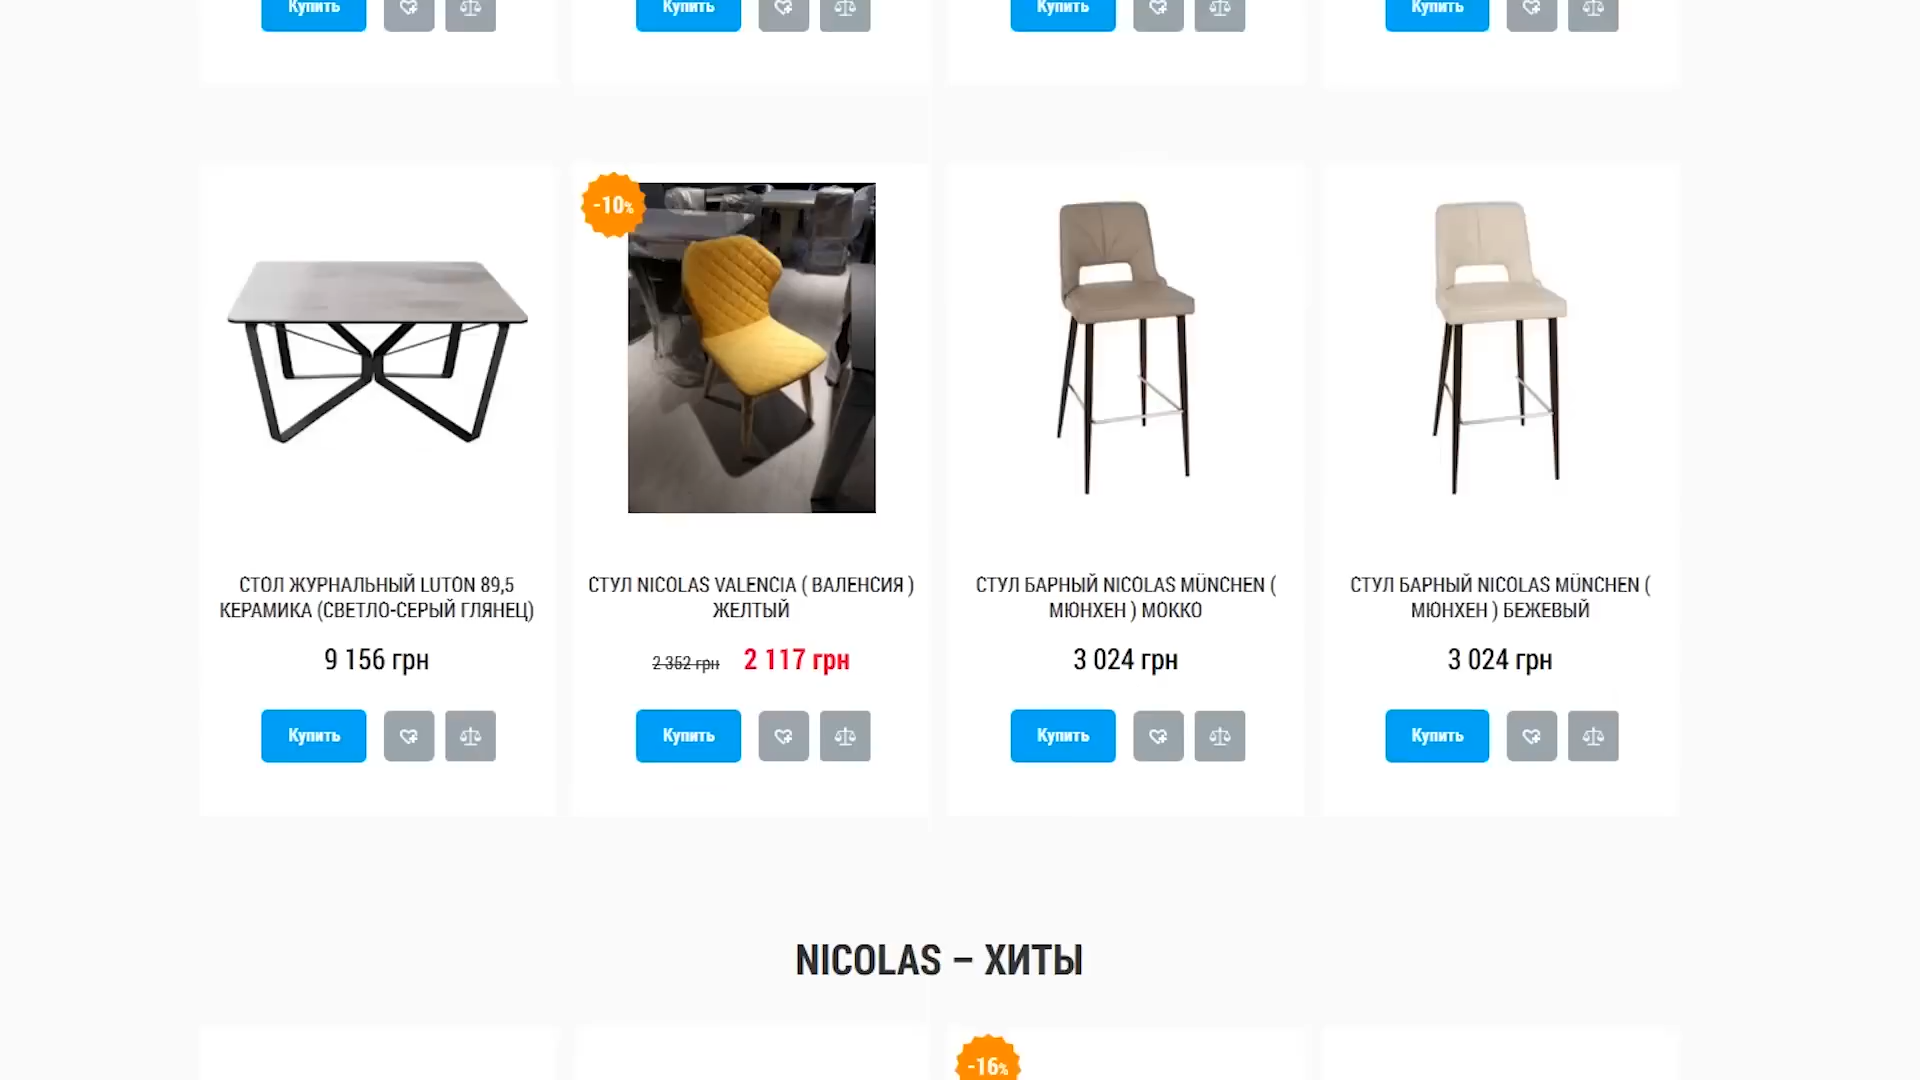 Купить
Купить
Купить
Купить
-10%
СТОЛ ЖУРНАЛЬНЫЙ LUTON 89,5
КЕРАМИКА (СВЕТЛО-СЕРЫЙ ГЛЯНЕЦ)
9 156 грн
Купить
СТУЛ NICOLAS VALENCIA ( ВАЛЕНСИЯ )
ЖЕЛТЫЙ
2 352 грн 2 117 грн
Купить
СТУЛ БАРНЫЙ NICOLAS MÜNCHEN (
МЮНХЕН ) МОККО
3 024 грн
Купить
СТУЛ БАРНЫЙ NICOLAS MÜNCHEN (
МЮНХЕН ) БЕЖЕВЫЙ
3 024 грн
Купить
NICOLAS – ХИТЫ
-16%